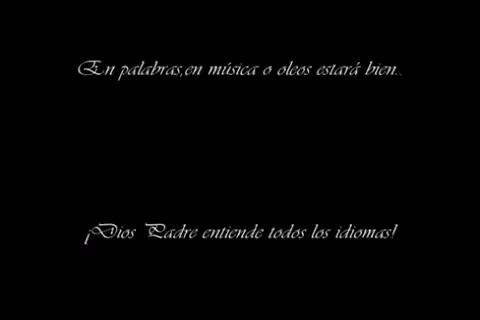 En palabras,en música o oleos estará bien..
¡Dios Padre entiende todos los idiomas!